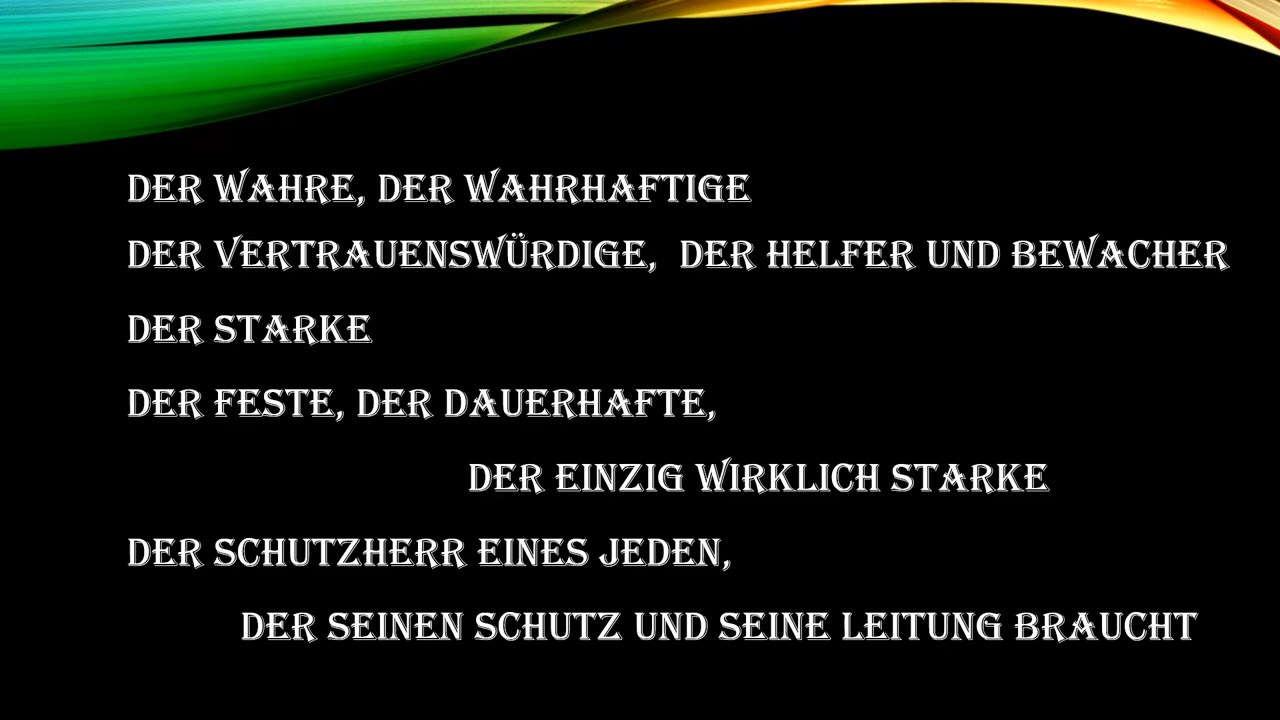 DER WAHRE, DER WAHRHAFTIGE
DER VERTRAUENSWÜRDIGE, DER HELFER UND BEWACHER
DER STARKE
DER FESTE, DER DAUERHAFTE,
DER EINZIG WIRKLICH STARKE
DER SCHUTZHERR EINES JEDEN,
DER SEINEN SCHUTZ UND SEINE LEITUNG BRAUCHT